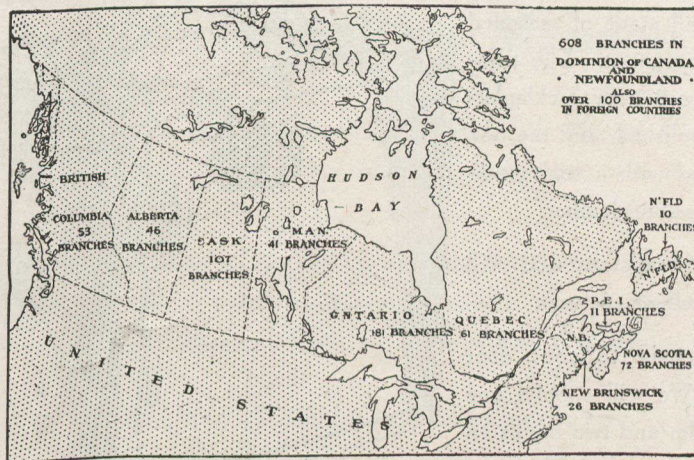 608 BRANCHES IN
DOMINION OF CANADA
AND
• NEWFOUNDLAND •
ALSO
OVER 100 BRANCHES
IN FOREIGN COUNTRIES
HUDSON
BAY
BRITISH
COLUMBIA
53
BRANCHES
ALBERTA
46
BRANCHES
SASK.
107
BRANCHES
MAN.
41 BRANCHES
ONTARIO
181 BRANCHES
QUEBEC
61 BRANCHES
N'FLD
10
BRANCHES
N'FLD.
P.E.I.
11 BRANCHES
N.B.
NOVA SCOTIA
72 BRANCHES
NEW BRUNSWICK
26 BRANCHES
UNITED STATES